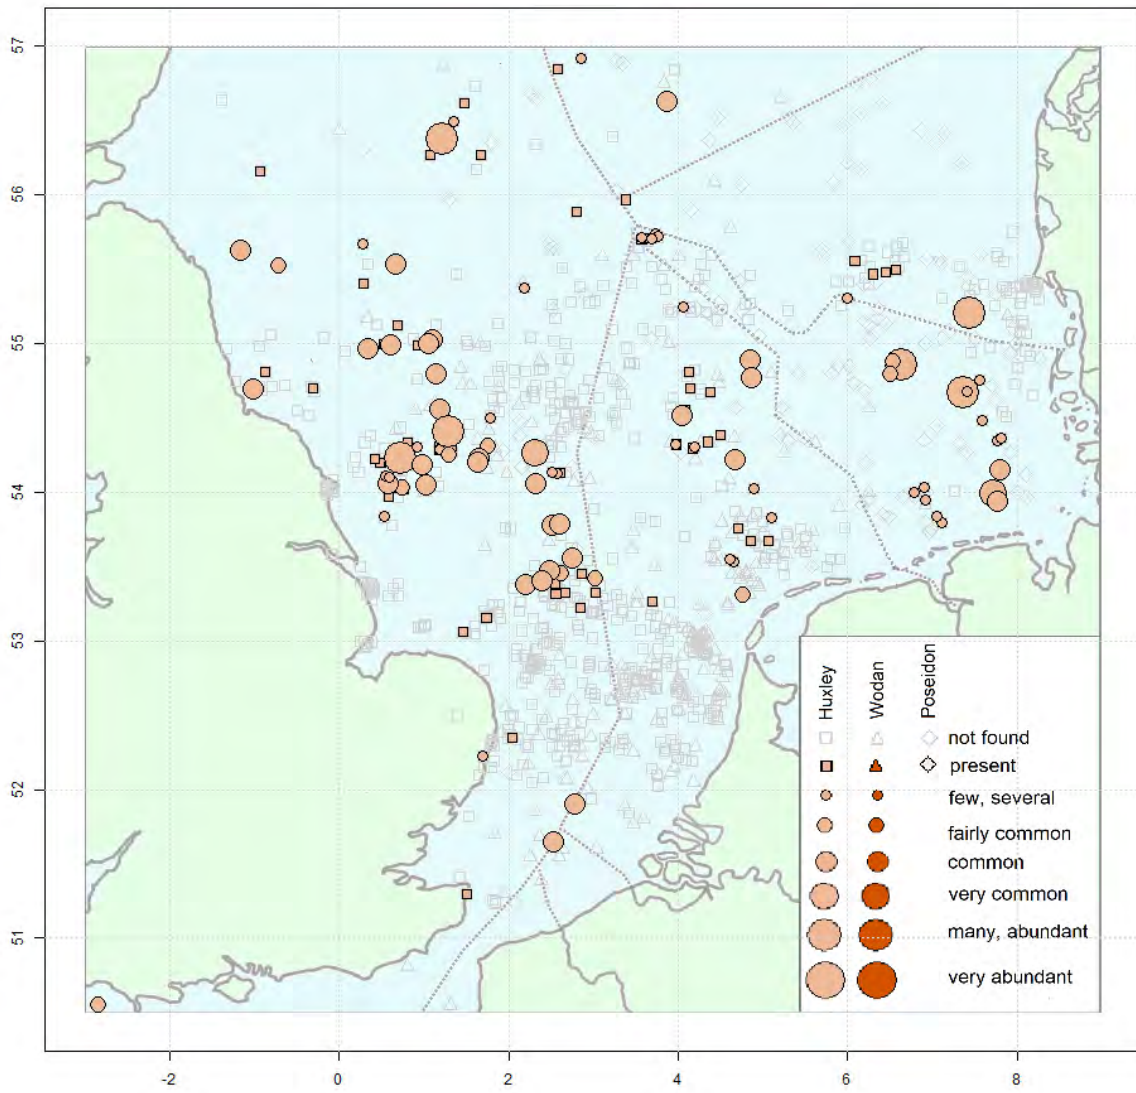 57
56
55
54
53
52
51
Huxley
Wodan
Poseidon
not found
present
few, several
fairly common
common
very common
many, abundant
very abundant
-2 0 2 4 6 8